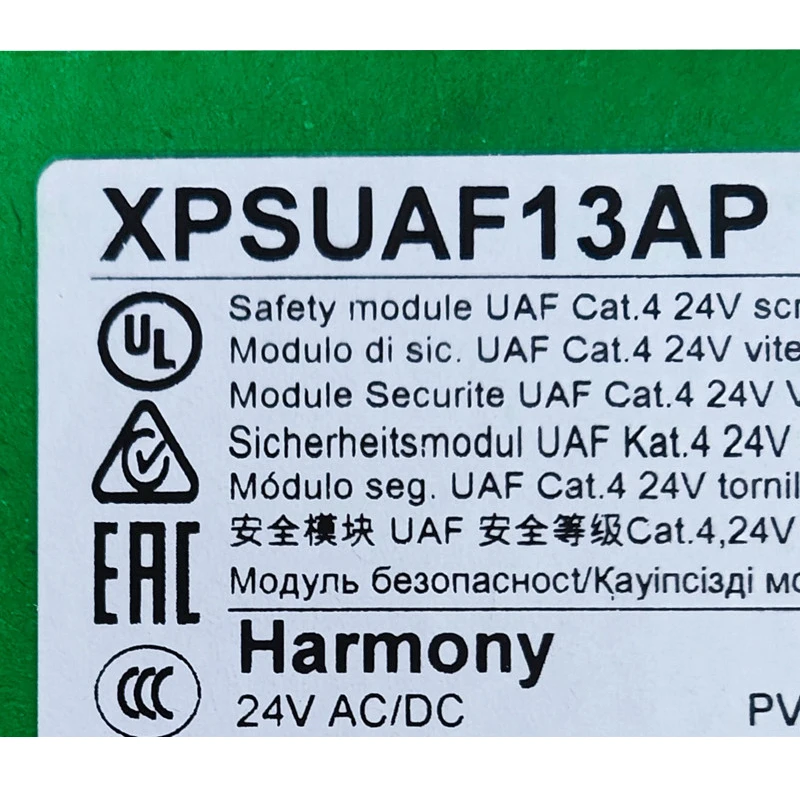 XPSUAF13AP
UL
Safety module UAF Cat.4 24V scr
Modulo di sic. UAF Cat.4 24V vite
Module Securite UAF Cat.4 24V V
Sicherheitsmodul UAF Kat.4 24V
Módulo seg. UAF Cat.4 24V tornil
安全模块 UAF 安全等级Cat.4,24V
Модуль безопасност/Қауіпсізді мо
EAC
Harmony
CCC
24V AC/DC
PV